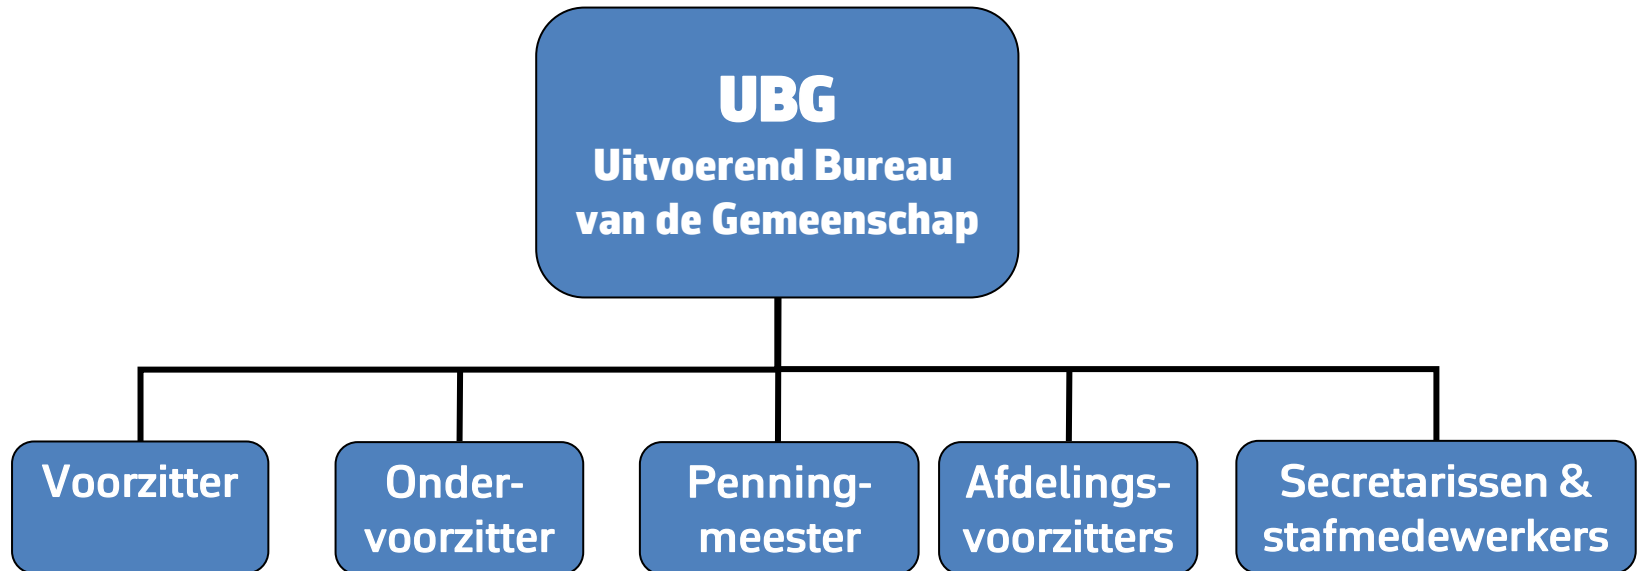 UBG
Uitvoerend Bureau
van de Gemeenschap
Voorzitter
Onder-
voorzitter
Penning-
meester
Afdelings-
voorzitters
Secretarissen &
stafmedewerkers